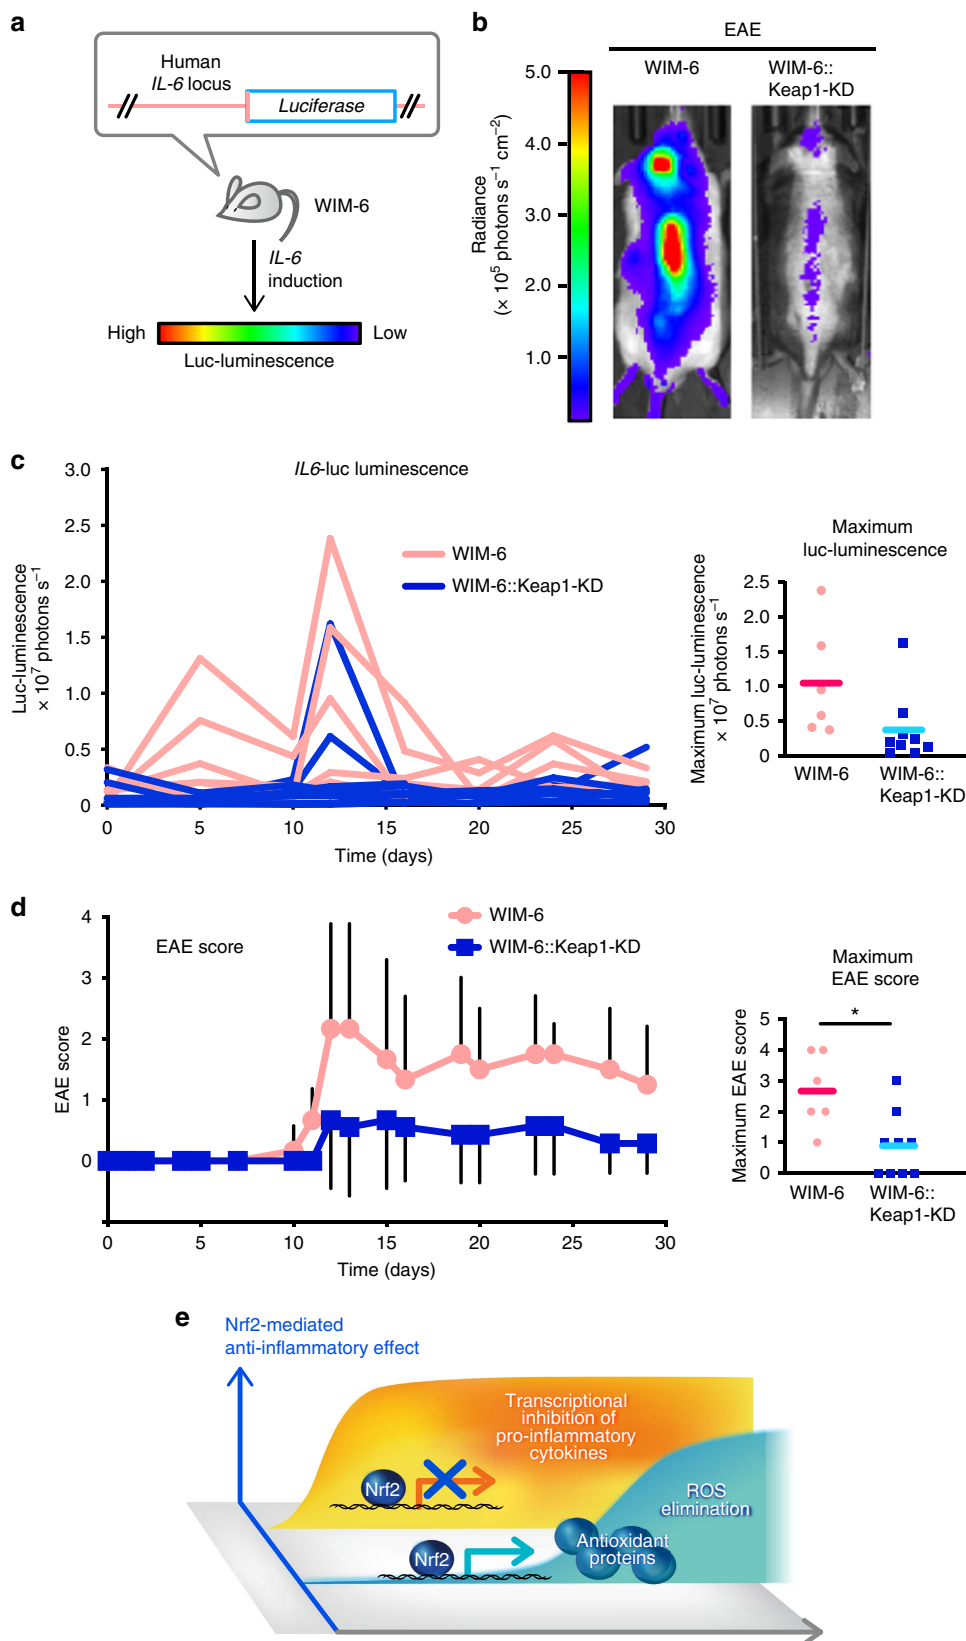 a
Human
IL-6 locus
Luciferase
WIM-6
IL-6
induction
High
Low
Luc-luminescence
b
EAE
WIM-6
WIM-6::
Keap1-KD
5.0
4.0
3.0
2.0
1.0
Radiance
(× 10⁵ photons s⁻¹ cm⁻²)
c
IL6-luc luminescence
3.0
2.5
2.0
1.5
1.0
0.5
0
Luc-luminescence
× 10⁷ photons s⁻¹
WIM-6
WIM-6::Keap1-KD
0 5 10 15 20 25 30
Time (days)
Maximum
luc-luminescence
Maximum luc-luminescence
× 10⁷ photons s⁻¹
2.5
2.0
1.5
1.0
0.5
0
WIM-6
WIM-6::
Keap1-KD
d
EAE score
WIM-6
WIM-6::Keap1-KD
EAE score
4
3
2
1
0
0 5 10 15 20 25 30
Time (days)
Maximum
EAE score
*
Maximum EAE score
5
4
3
2
1
0
WIM-6
WIM-6::
Keap1-KD
e
Nrf2-mediated
anti-inflammatory effect
Transcriptional
inhibition of
pro-inflammatory
cytokines
Nrf2
ROS
elimination
Nrf2
Antioxidant
proteins